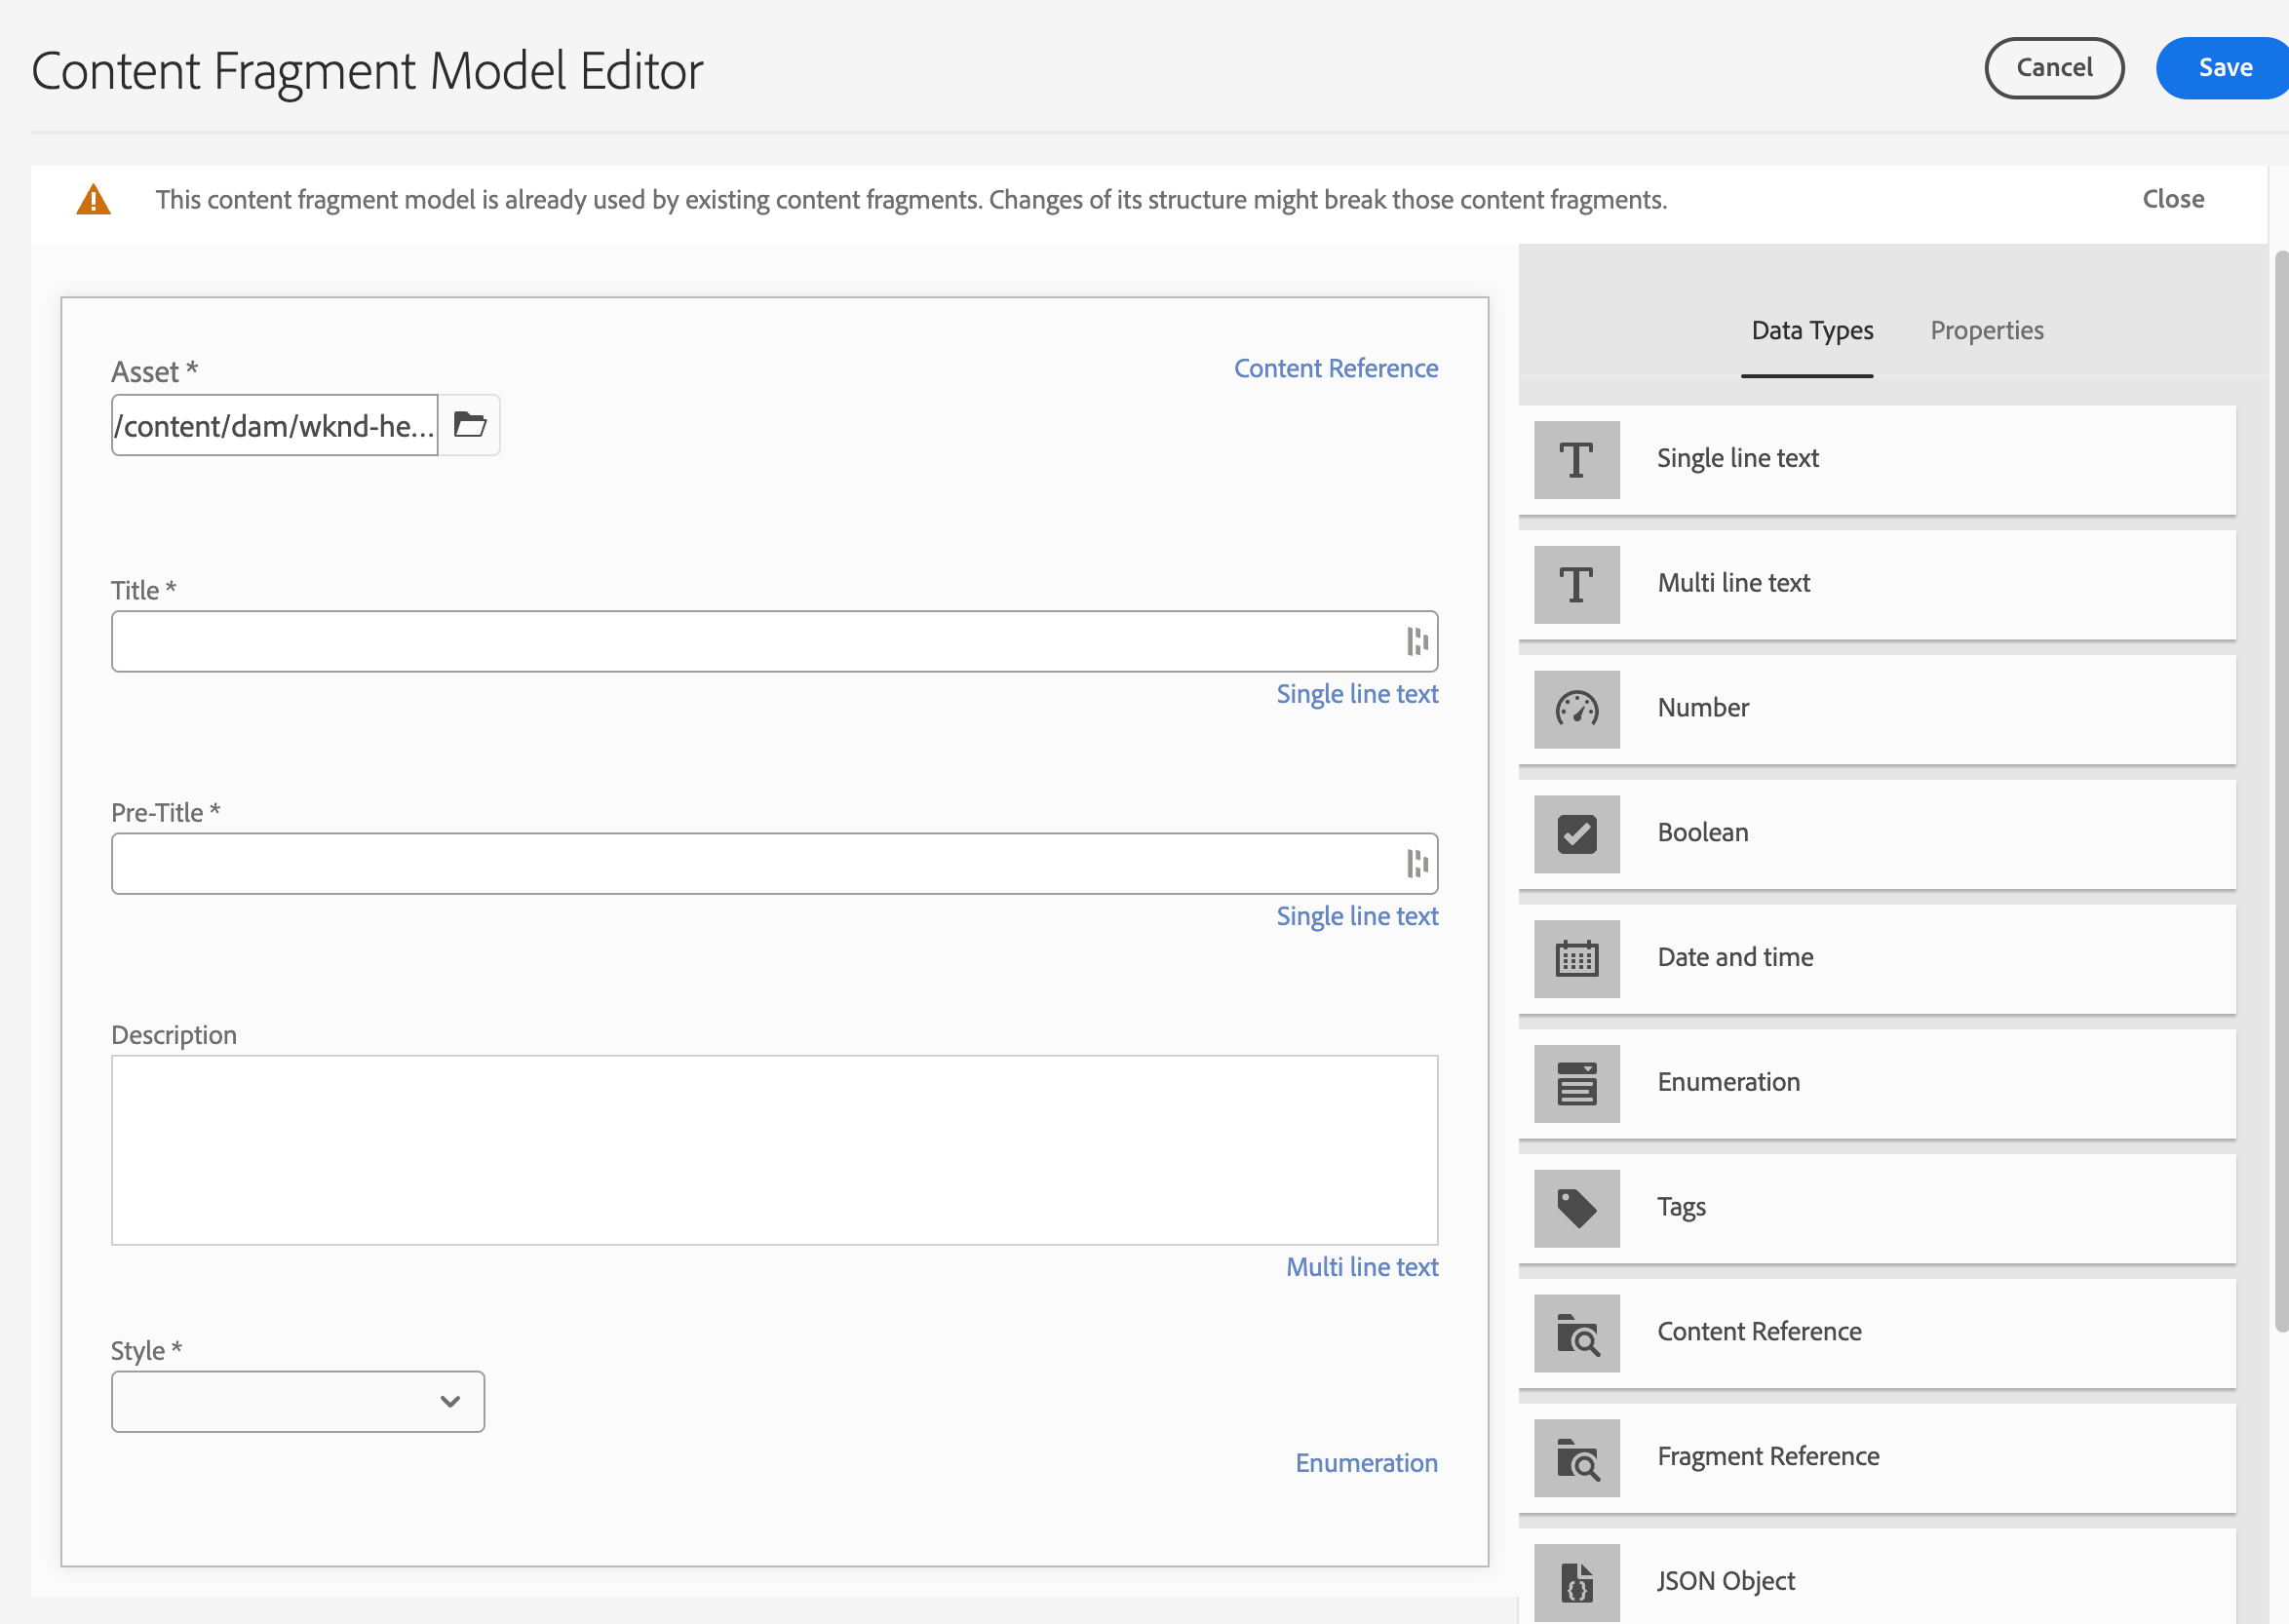 Content Fragment Model Editor
Cancel
Save
This content fragment model is already used by existing content fragments. Changes of its structure might break those content fragments.
Close
Asset *
Content Reference
/content/dam/wknd-he...
Title *
Single line text
Pre-Title *
Single line text
Description
Multi line text
Style *
Enumeration
Data Types
Properties
Single line text
Multi line text
Number
Boolean
Date and time
Enumeration
Tags
Content Reference
Fragment Reference
JSON Object